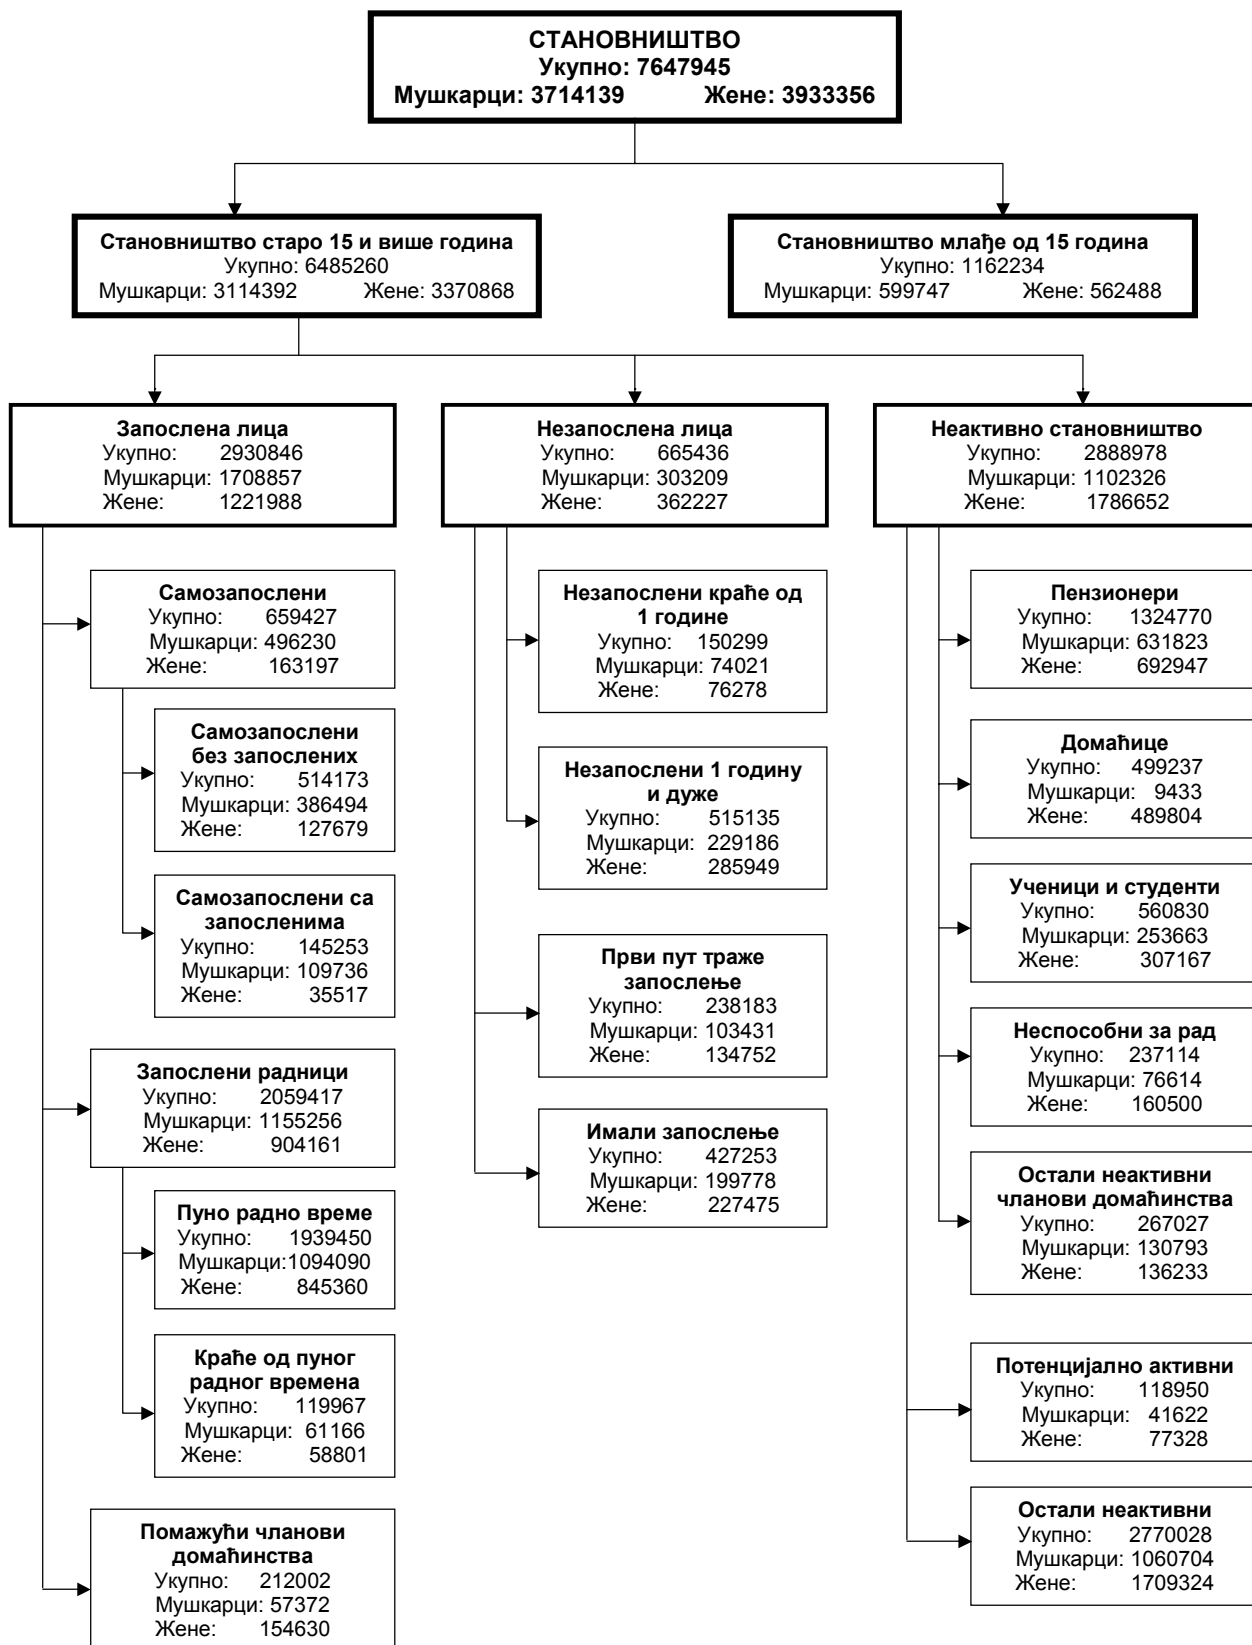 СТАНОВНИШТВО
Укупно: 7647945
Мушкарци: 3714139 Жене: 3933356
Становништво старо 15 и више година
Укупно: 6485260
Мушкарци: 3114392 Жене: 3370868
Становништво млађе од 15 година
Укупно: 1162234
Мушкарци: 599747 Жене: 562488
Запослена лица
Укупно: 2930846
Мушкарци: 1708857
Жене: 1221988
Самозапослени
Укупно: 659427
Мушкарци: 496230
Жене: 163197
Самозапослени
без запослених
Укупно: 514173
Мушкарци: 386494
Жене: 127679
Самозапослени са
запосленима
Укупно: 145253
Мушкарци: 109736
Жене: 35517
Запослени радници
Укупно: 2059417
Мушкарци: 1155256
Жене: 904161
Пуно радно време
Укупно: 1939450
Мушкарци:1094090
Жене: 845360
Краће од пуног
радног времена
Укупно: 119967
Мушкарци: 61166
Жене: 58801
Помажући чланови
домаћинства
Укупно: 212002
Мушкарци: 57372
Жене: 154630
Незапослена лица
Укупно: 665436
Мушкарци: 303209
Жене: 362227
Незапослени краће од
1 године
Укупно: 150299
Мушкарци: 74021
Жене: 76278
Незапослени 1 годину
и дуже
Укупно: 515135
Мушкарци: 229186
Жене: 285949
Први пут траже
запослење
Укупно: 238183
Мушкарци: 103431
Жене: 134752
Имали запослење
Укупно: 427253
Мушкарци: 199778
Жене: 227475
Неактивно становништво
Укупно: 2888978
Мушкарци: 1102326
Жене: 1786652
Пензионери
Укупно: 1324770
Мушкарци: 631823
Жене: 692947
Домаћице
Укупно: 499237
Мушкарци: 9433
Жене: 489804
Ученици и студенти
Укупно: 560830
Мушкарци: 253663
Жене: 307167
Неспособни за рад
Укупно: 237114
Мушкарци: 76614
Жене: 160500
Остали неактивни
чланови домаћинства
Укупно: 267027
Мушкарци: 130793
Жене: 136233
Потенцијално активни
Укупно: 118950
Мушкарци: 41622
Жене: 77328
Остали неактивни
Укупно: 2770028
Мушкарци: 1060704
Жене: 1709324